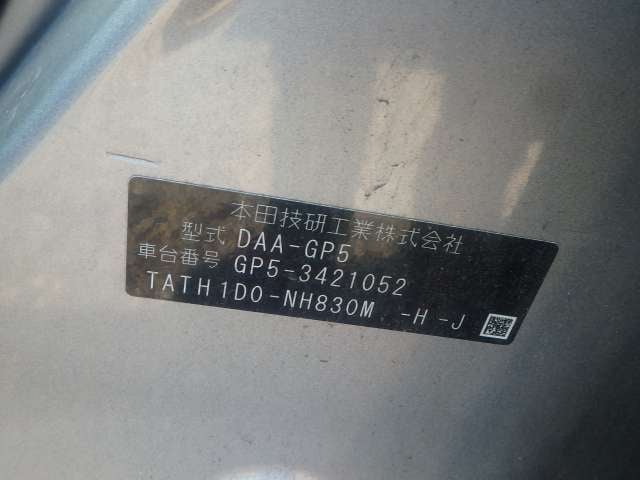 本田技研工業株式会社
型式 DAA-GP5
車台番号 GP5-3421052
TATH1D0-NH830M -H -J